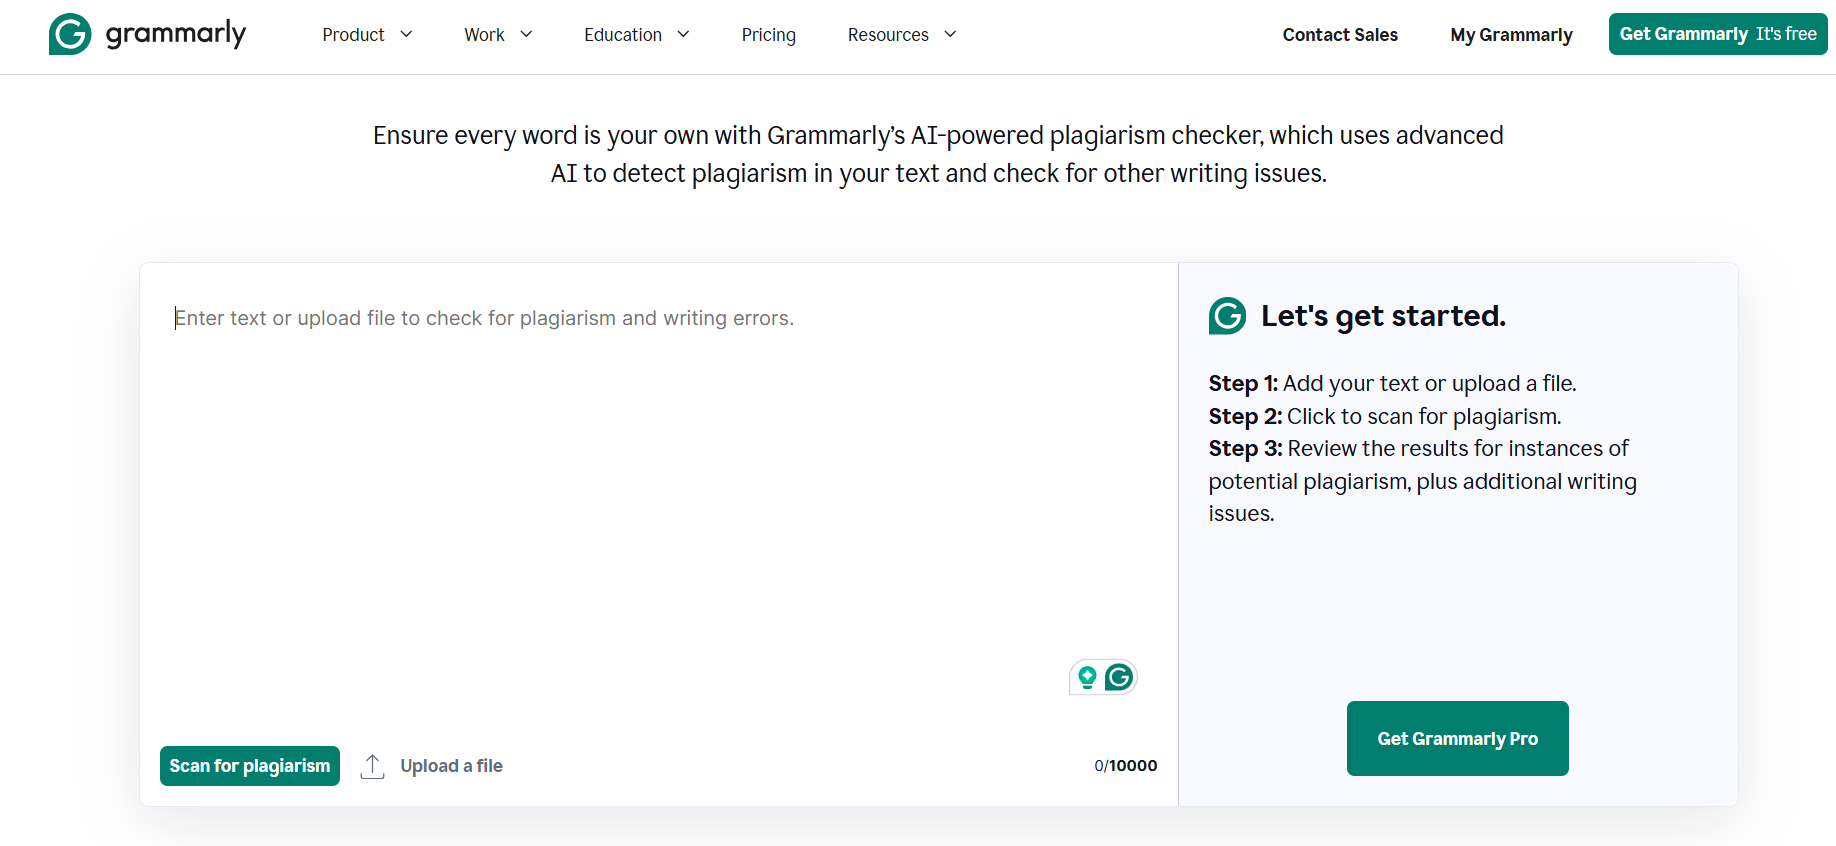 grammarly
Product
Work
Education
Pricing
Resources
Contact Sales
My Grammarly
Get Grammarly It's free
Ensure every word is your own with Grammarly’s AI-powered plagiarism checker, which uses advanced
AI to detect plagiarism in your text and check for other writing issues.
Enter text or upload file to check for plagiarism and writing errors.
Scan for plagiarism
Upload a file
0/10000
Let's get started.
Step 1: Add your text or upload a file.
Step 2: Click to scan for plagiarism.
Step 3: Review the results for instances of
potential plagiarism, plus additional writing
issues.
Get Grammarly Pro